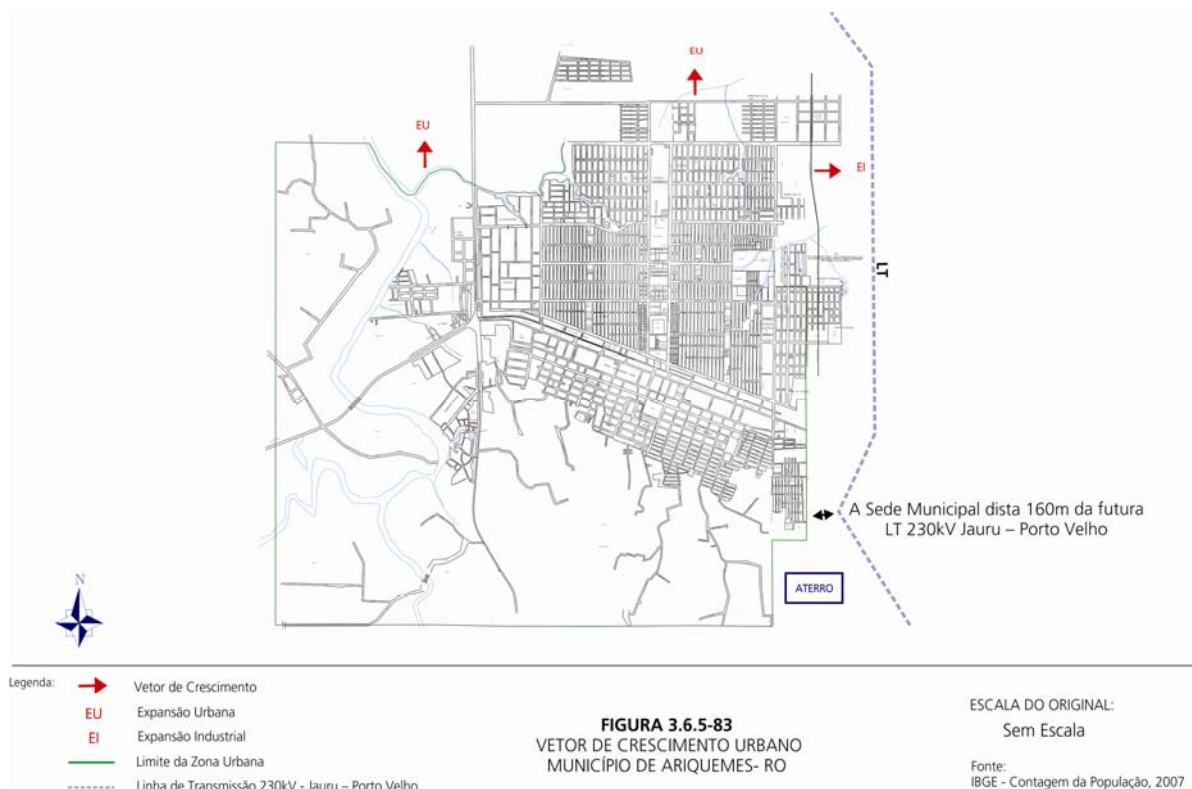 EU
EU
EI
LT
A Sede Municipal dista 160m da futura
LT 230kV Jauru – Porto Velho
ATERRO
N
Legenda:
Vetor de Crescimento
EU Expansão Urbana
EI Expansão Industrial
Limite da Zona Urbana
Linha de Transmissão 230kV - Jauru – Porto Velho
FIGURA 3.6.5-83
VETOR DE CRESCIMENTO URBANO
MUNICÍPIO DE ARIQUEMES- RO
ESCALA DO ORIGINAL:
Sem Escala
Fonte:
IBGE - Contagem da População, 2007